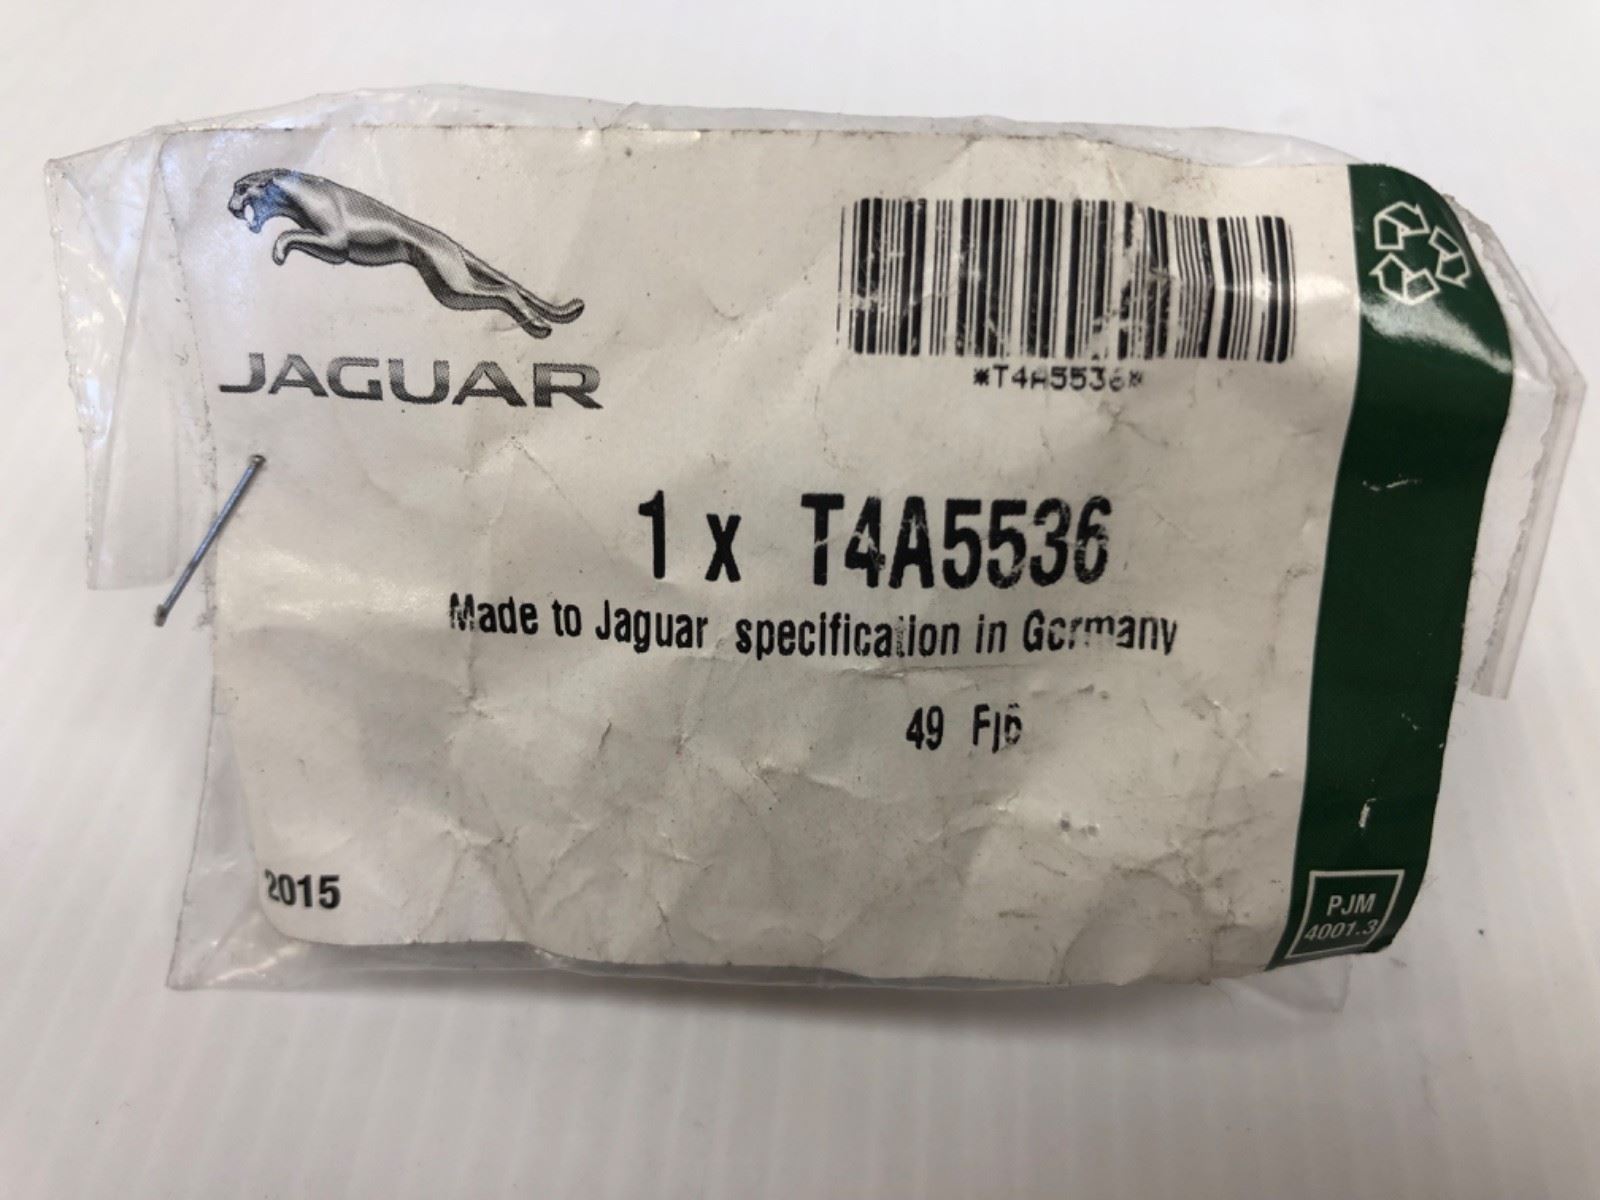 JAGUAR
*T4A5536*
1 x T4A5536
Made to Jaguar specification in Germany
49
2015
PJM
4001.3